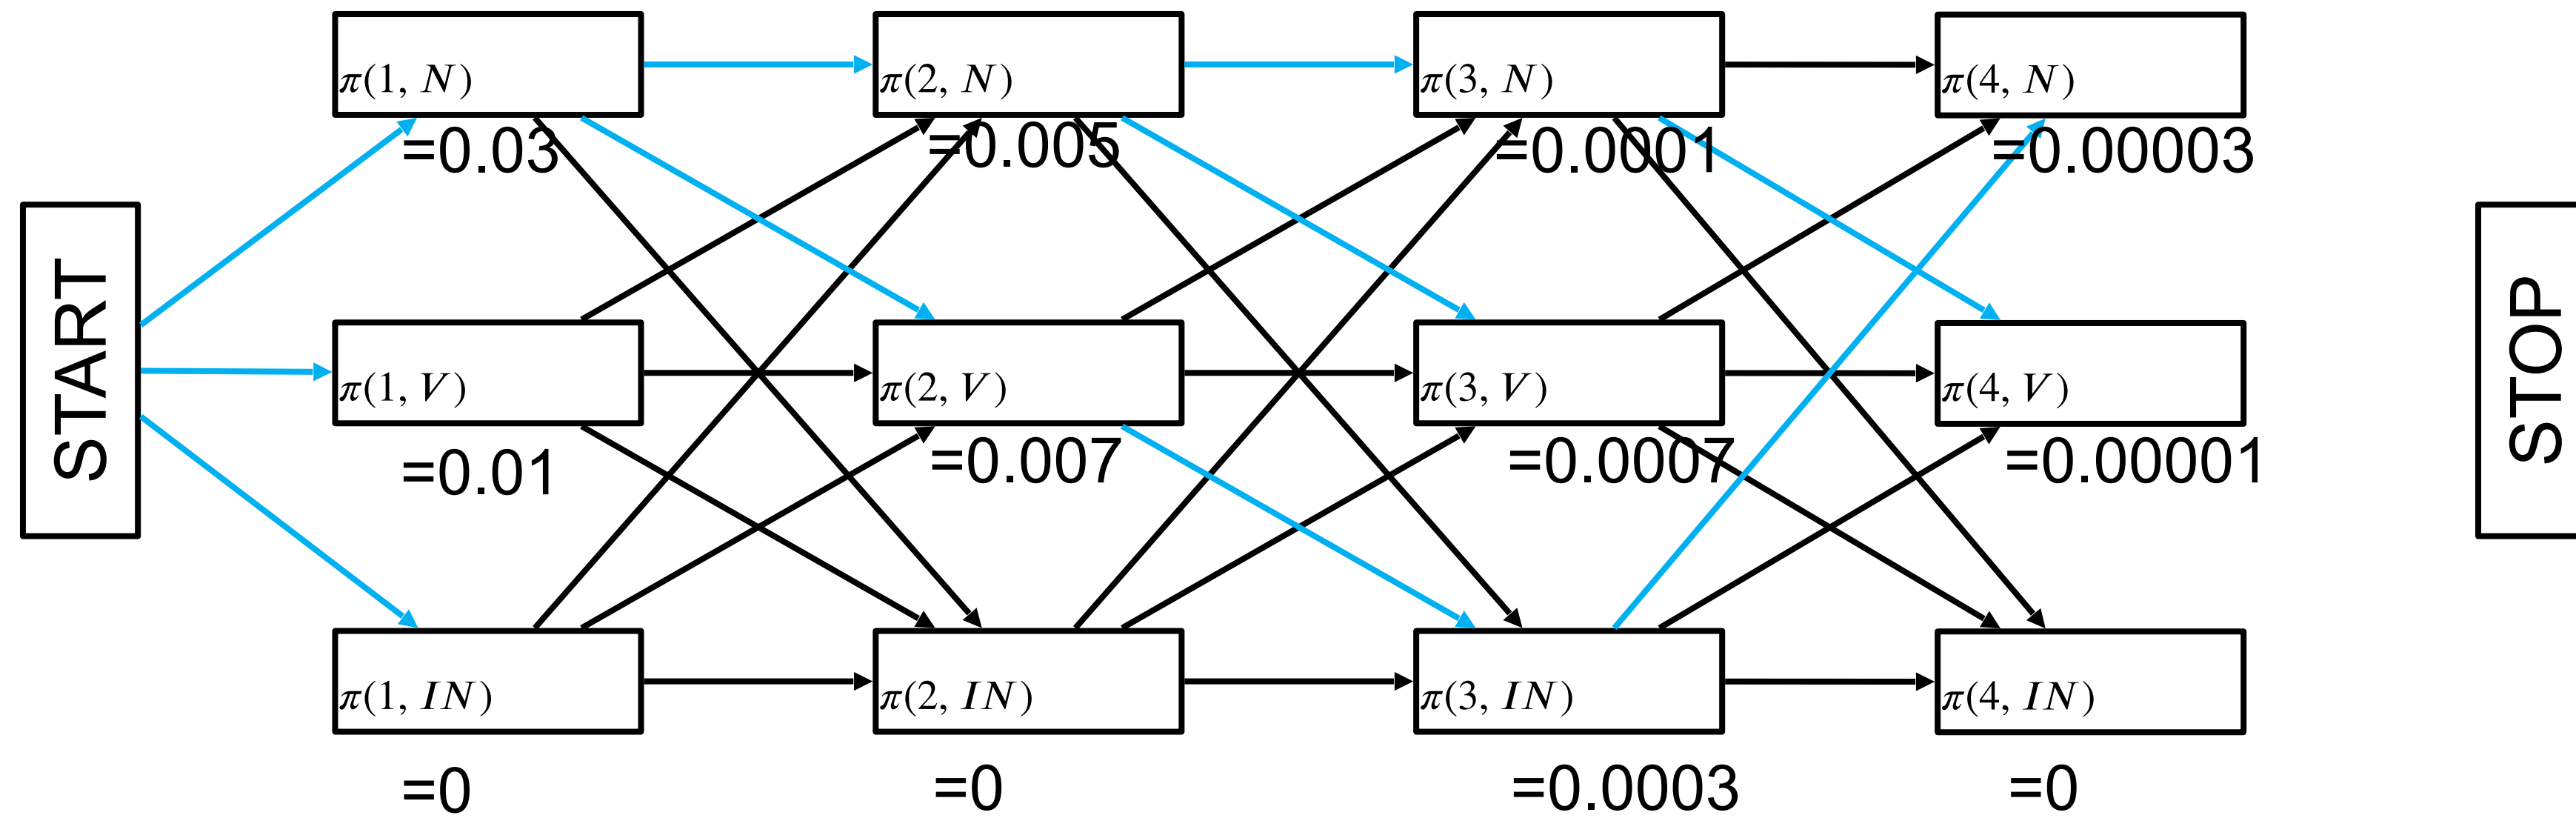 START
π(1, N)
=0.03
π(1, V)
=0.01
π(1, IN)
=0
π(2, N)
=0.005
π(2, V)
=0.007
π(2, IN)
=0
π(3, N)
=0.0001
π(3, V)
=0.0007
π(3, IN)
=0.0003
π(4, N)
=0.00003
π(4, V)
=0.00001
π(4, IN)
=0
STOP